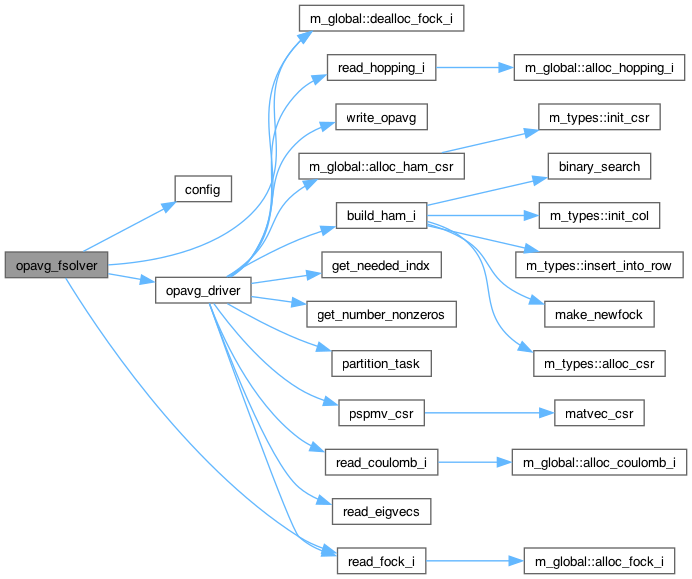 opavg_fsolver
config
opavg_driver
m_global::dealloc_fock_i
read_hopping_i
write_opavg
m_global::alloc_ham_csr
build_ham_i
get_needed_indx
get_number_nonzeros
partition_task
pspmv_csr
read_coulomb_i
read_eigvecs
read_fock_i
m_global::alloc_hopping_i
m_types::init_csr
binary_search
m_types::init_col
m_types::insert_into_row
make_newfock
m_types::alloc_csr
matvec_csr
m_global::alloc_coulomb_i
m_global::alloc_fock_i